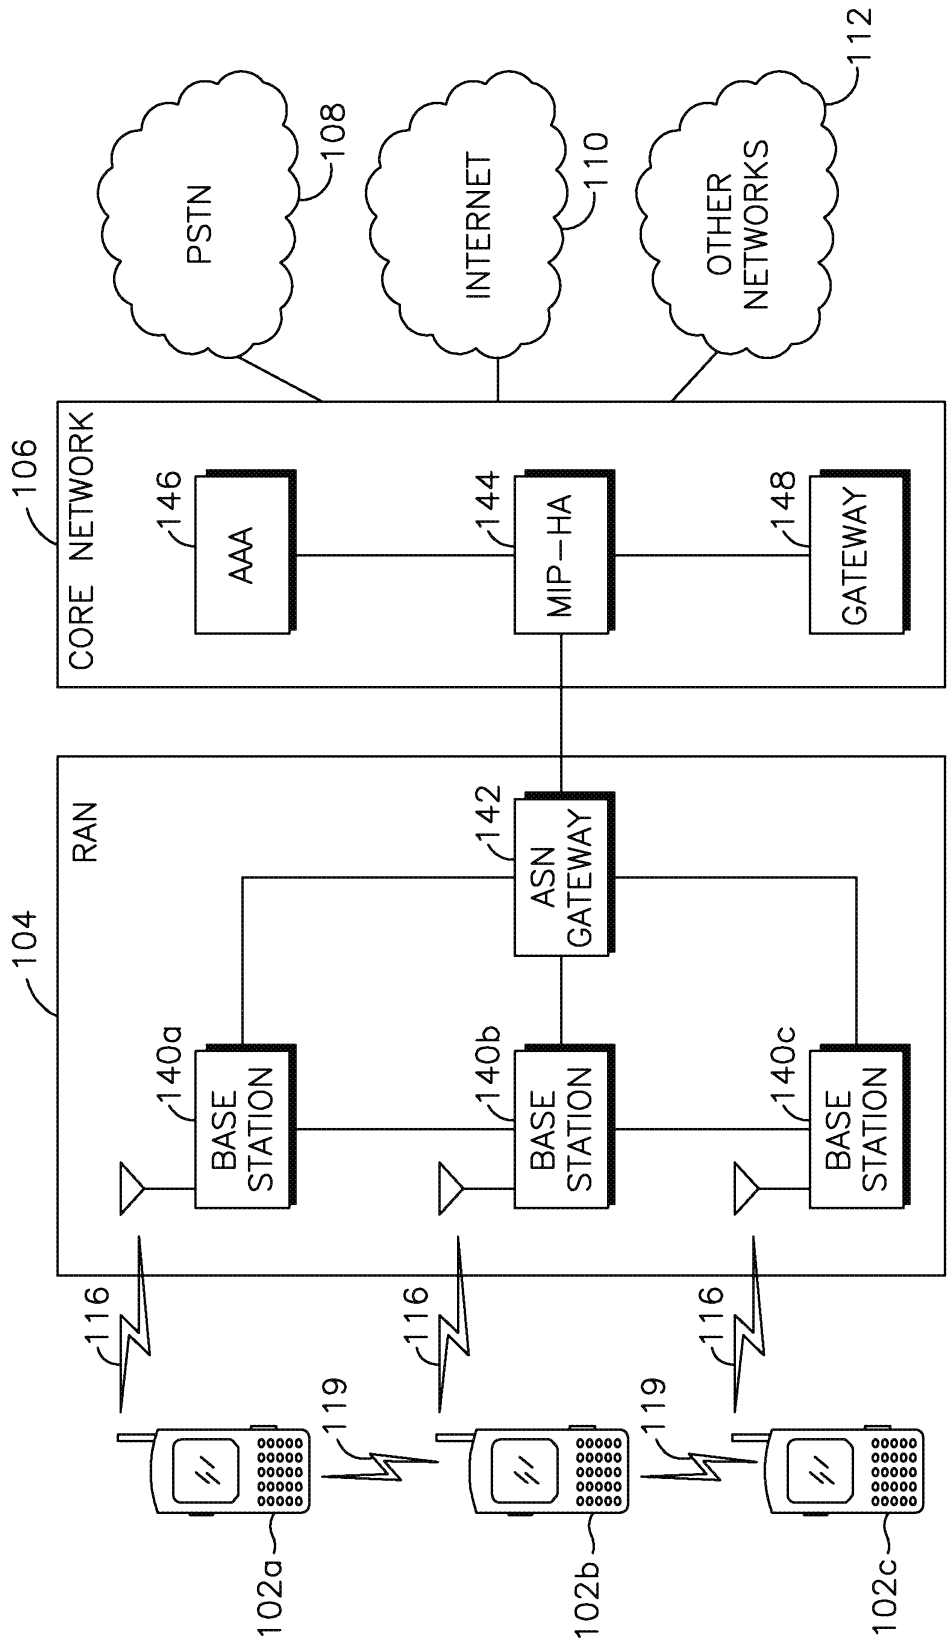 106
CORE NETWORK
146
AAA
144
MIP-HA
148
GATEWAY
PSTN
108
INTERNET
110
OTHER
NETWORKS
112
104
RAN
142
ASN
GATEWAY
140a
BASE
STATION
140b
BASE
STATION
140c
BASE
STATION
116
116
116
119
119
102a
102b
102c